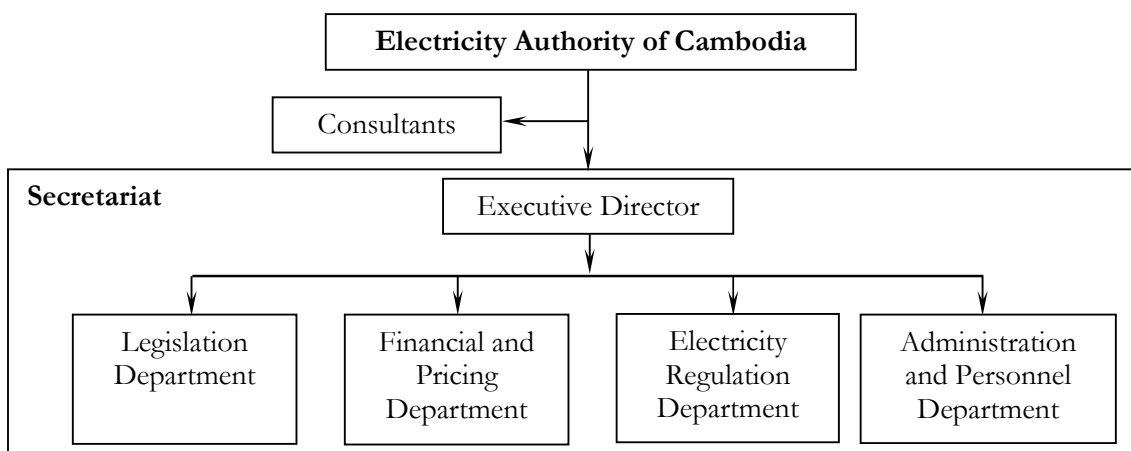 Electricity Authority of Cambodia
Consultants
Secretariat
Executive Director
Legislation
Department
Financial and
Pricing
Department
Electricity
Regulation
Department
Administration
and Personnel
Department